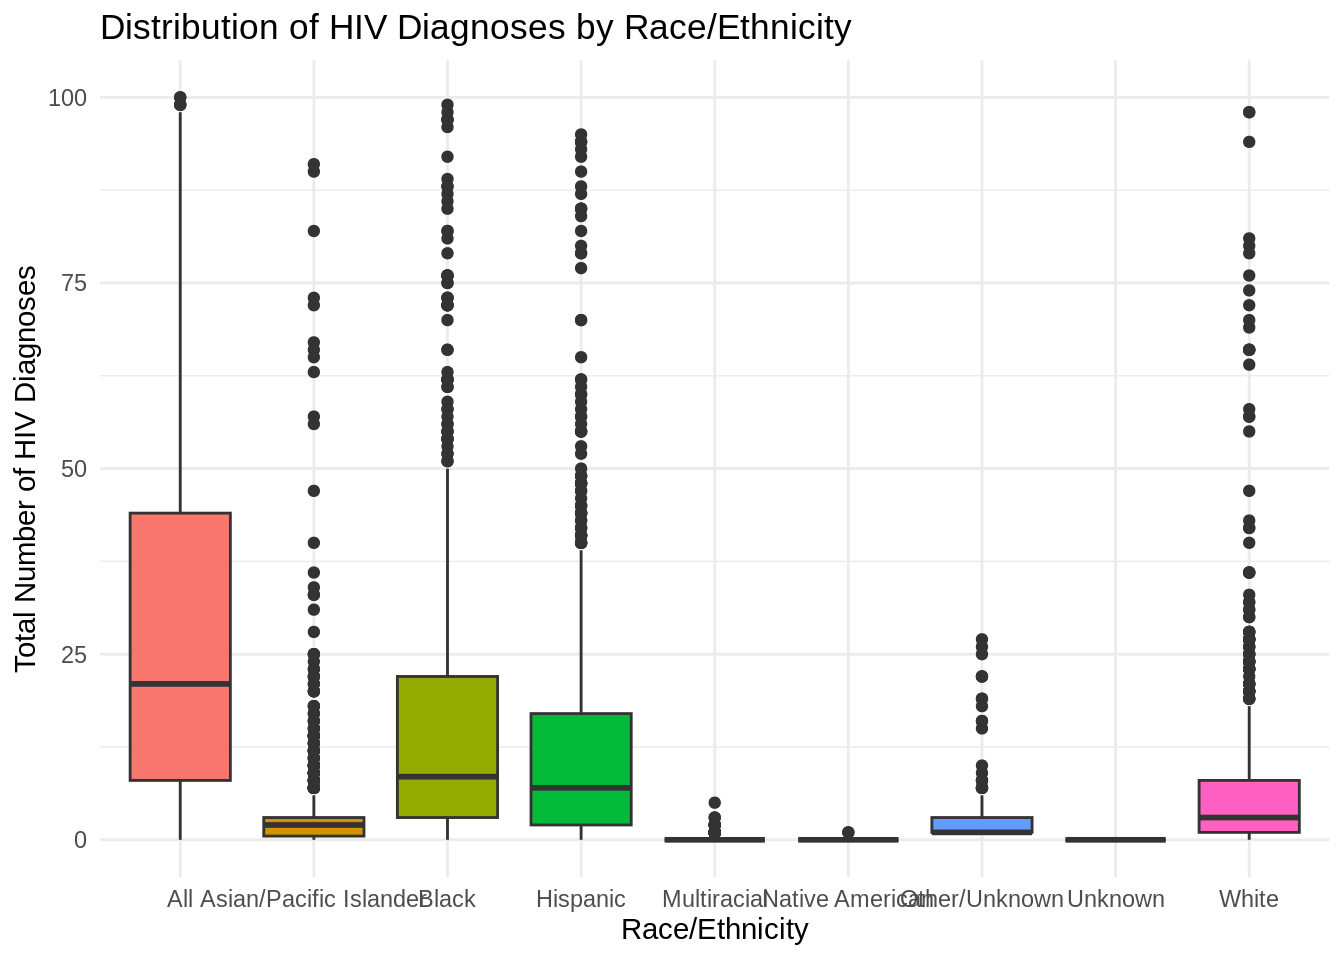 Distribution of HIV Diagnoses by Race/Ethnicity
Total Number of HIV Diagnoses
100
75
50
25
0
All Asian/Pacific Islander Black Hispanic Multiracial Native American Other/Unknown Unknown White
Race/Ethnicity